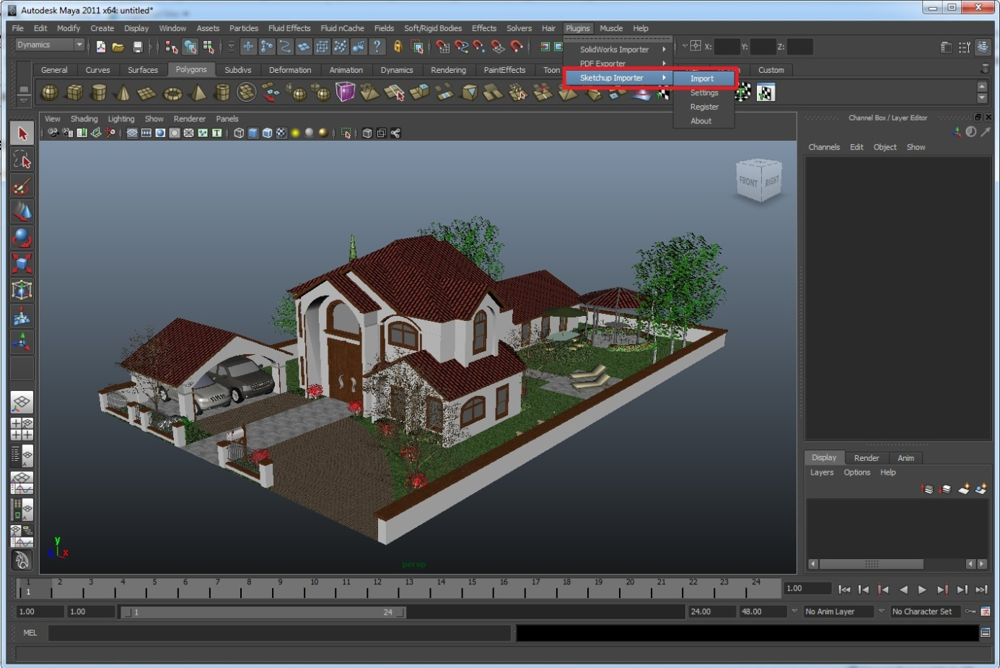 Autodesk Maya 2011 x64: untitled*
File Edit Modify Create Display Window Assets Particles Fluid Effects Fluid nCache Fields Soft/Rigid Bodies Effects Solvers Hair Plugins Muscle Help
Dynamics X: Y: Z:
SolidWorks Importer
PDF Exporter
Sketchup Importer
Import
Settings
Register
About
General Curves Surfaces Polygons Subdivs Deformation Animation Dynamics Rendering PaintEffects Toon Custom
View Shading Lighting Show Renderer Panels
Channel Box / Layer Editor
Channels Edit Object Show
FRONT RIGHT
Display Render Anim
Layers Options Help
y
x
persp
1 2 3 4 5 6 7 8 9 10 11 12 13 14 15 16 17 18 19 20 21 22 23 24
1
1.00
1.00 1.00 1 24 24.00 48.00 No Anim Layer No Character Set
MEL